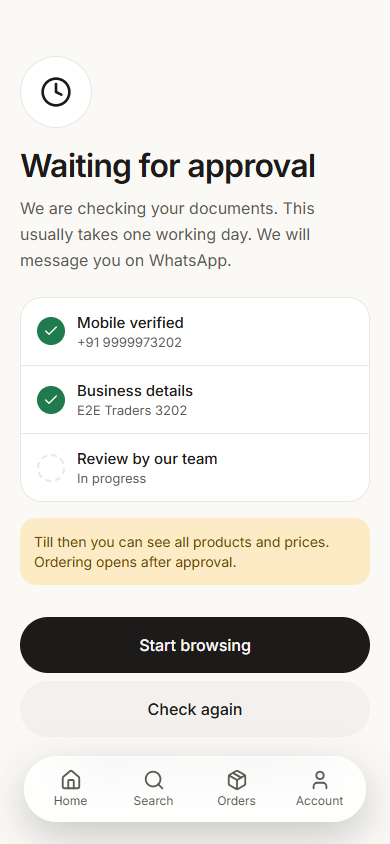 Waiting for approval
We are checking your documents. This
usually takes one working day. We will
message you on WhatsApp.
Mobile verified
+91 9999973202
Business details
E2E Traders 3202
Review by our team
In progress
Till then you can see all products and prices.
Ordering opens after approval.
Start browsing
Check again
Home Search Orders Account